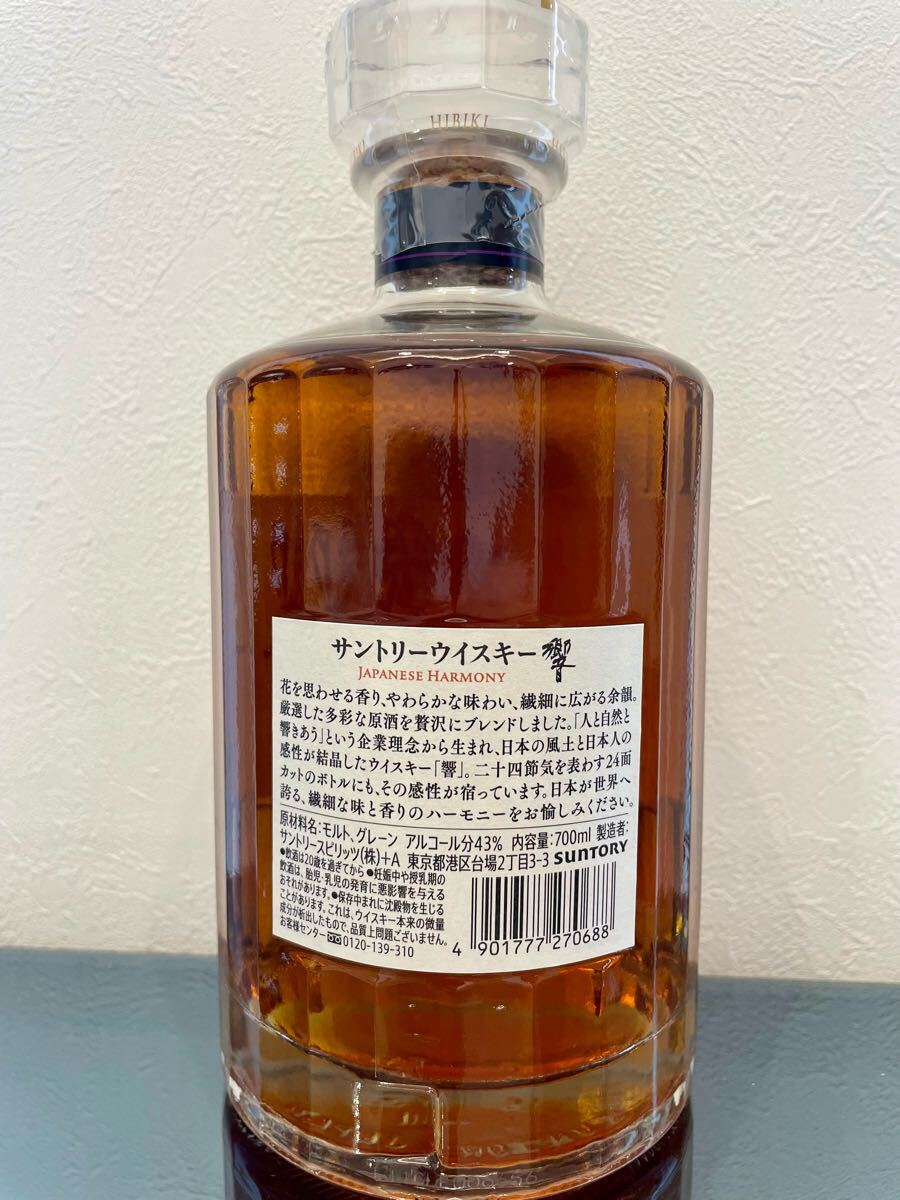 HIBIKI
サントリーウイスキー響
JAPANESE HARMONY
花を思わせる香り、やわらかな味わい、繊細に広がる余韻。
厳選した多彩な原酒を贅沢にブレンドしました。「人と自然と
響きあう」という企業理念から生まれ、日本の風土と日本人の
感性が結晶したウイスキー「響」。二十四節気を表わす24面
カットのボトルにも、その感性が宿っています。日本が世界へ
誇る、繊細な味と香りのハーモニーをお愉しみください。
原材料名:モルト、グレーン アルコール分43% 内容量:700ml 製造者:
サントリースピリッツ(株)+A 東京都港区台場2丁目3-3 SUNTORY
●飲酒は20歳を過ぎてから ●妊娠中や授乳期の
飲酒は、胎児・乳児の発育に悪影響を与える
おそれがあります。●保存中まれに沈殿物を生じる
ことがあります。これは、ウイスキー本来の微量
成分が析出したもので、品質上問題ございません。
お客様センター 0120-139-310
4 901777 270688